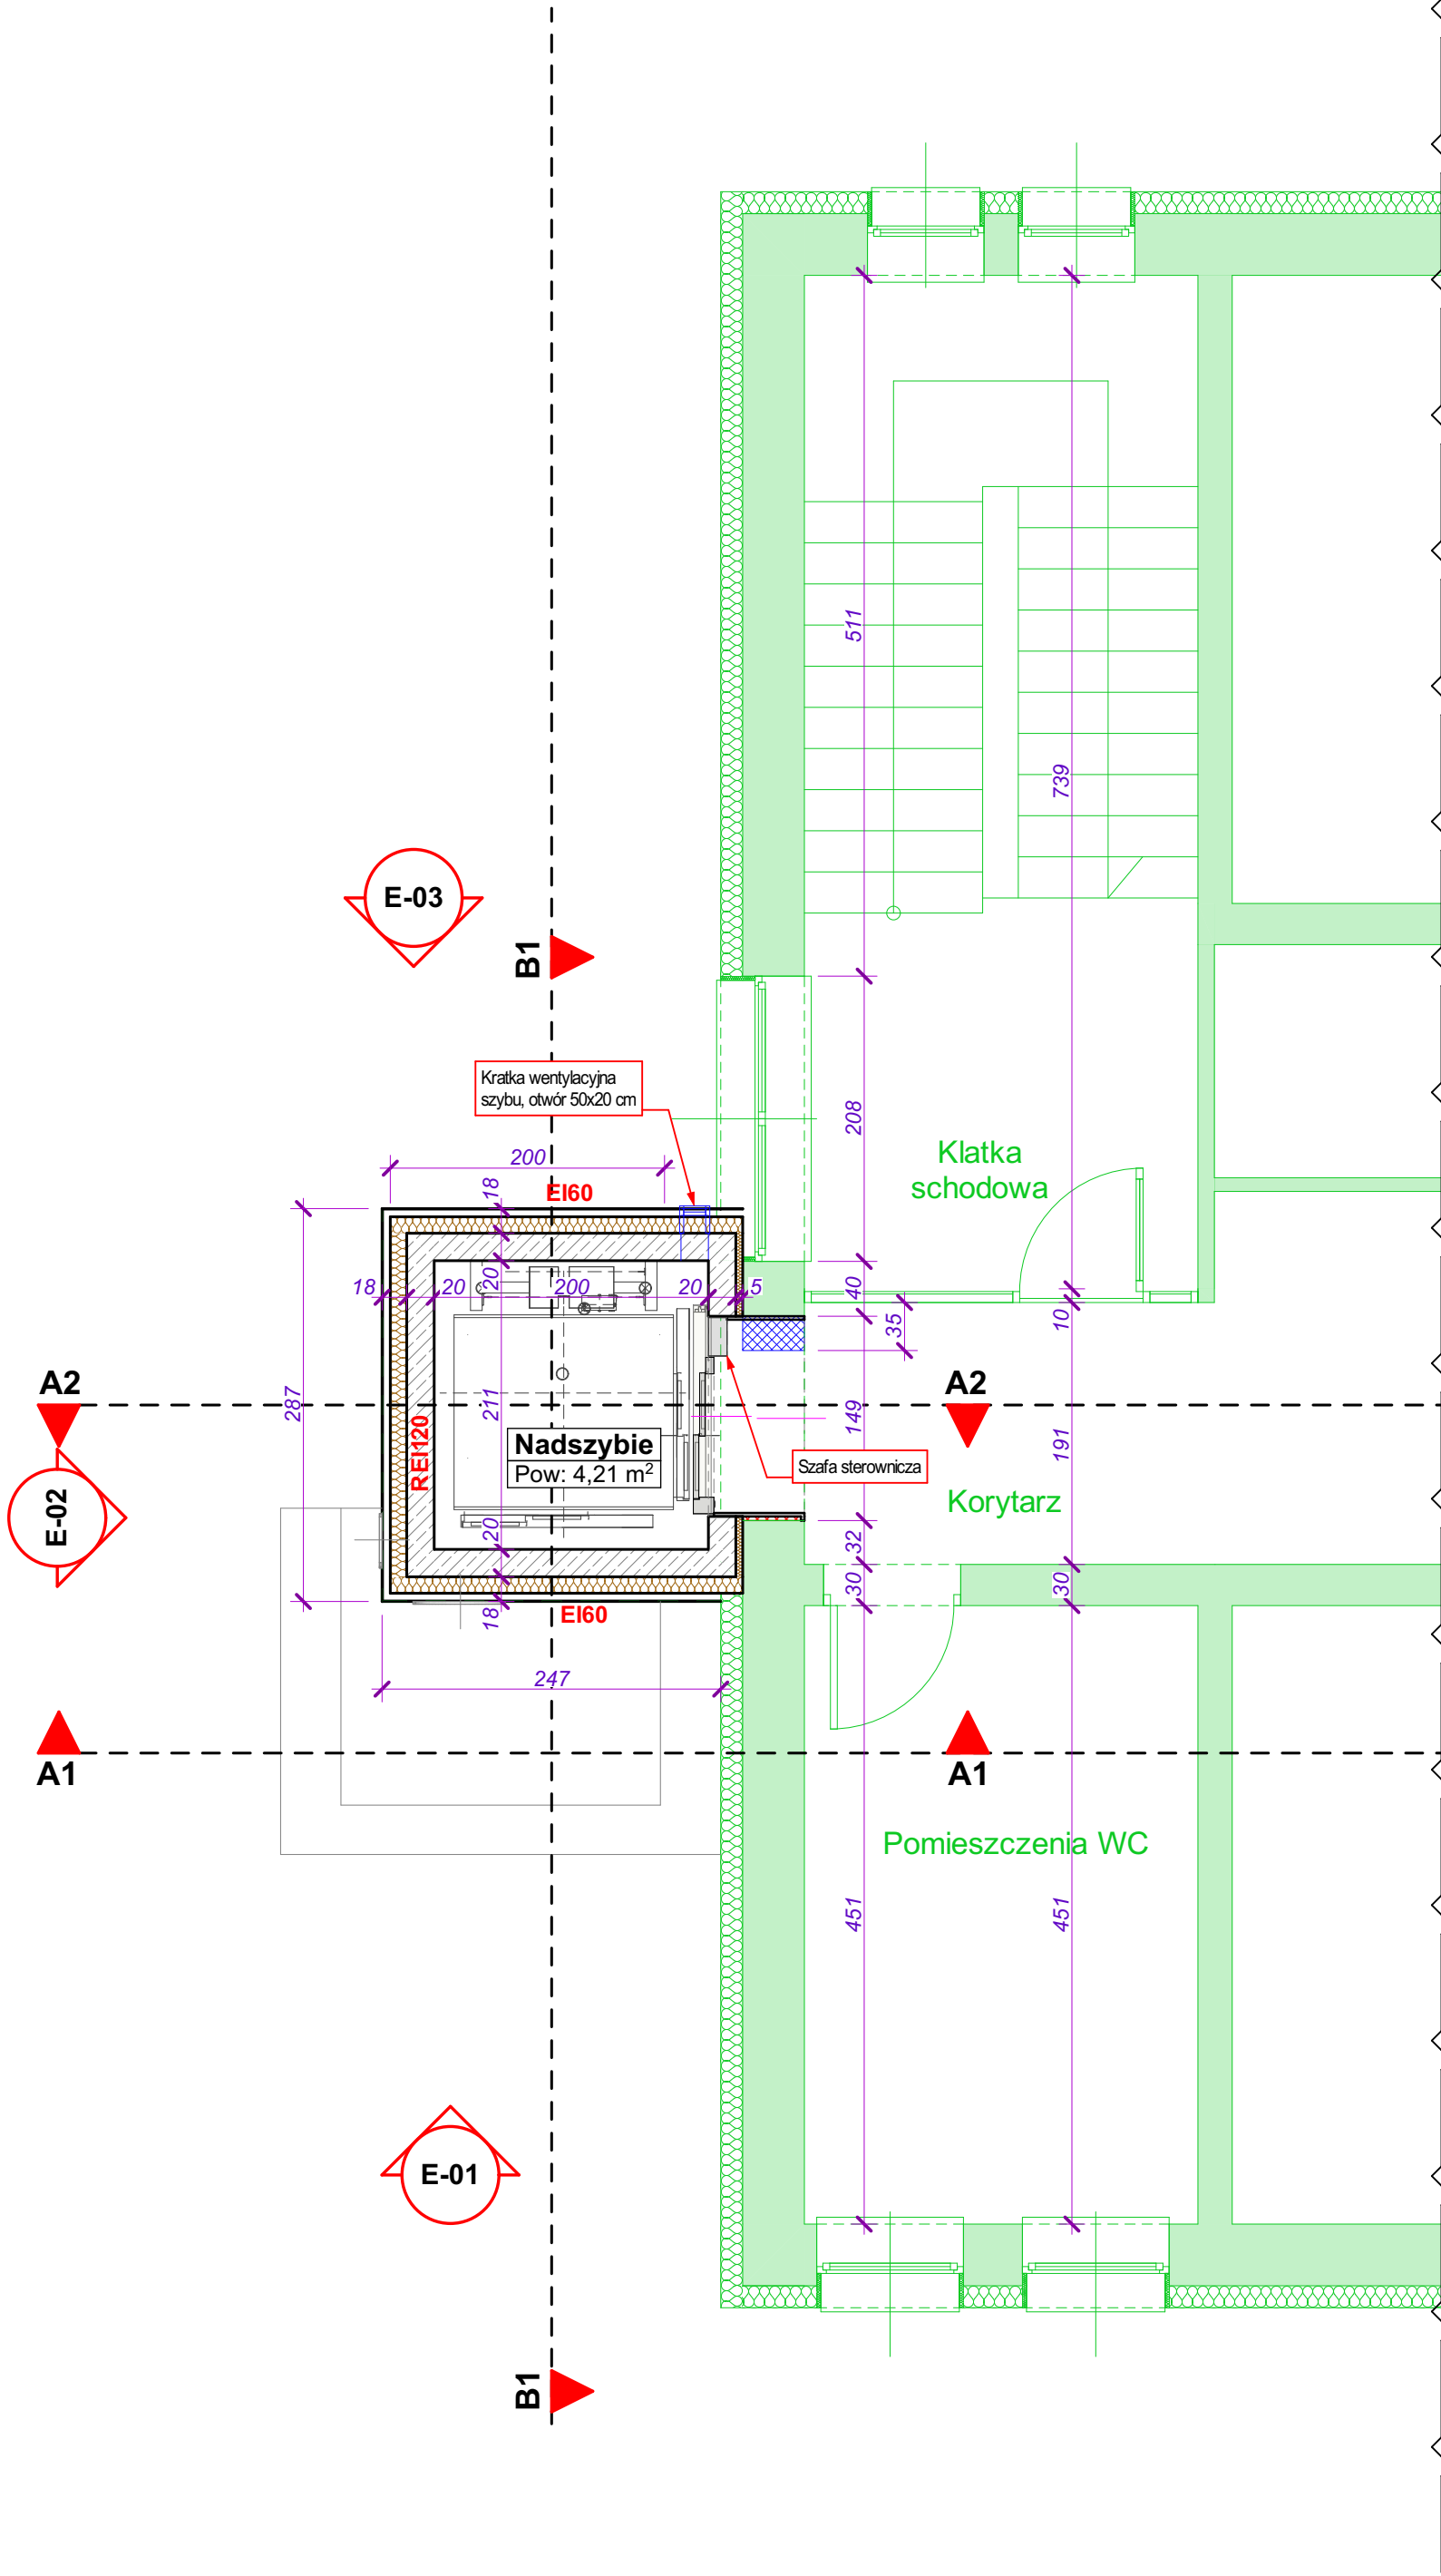 511
739
E-03
B1
Kratka wentylacyjna
szybu, otwór 50x20 cm
208
Klatka
schodowa
200
18
EI60
287
18
20
20
200
20
5
40
35
10
A2
A2
211
REI120
149
191
Nadszybie
Pow: 4,21 m²
Szafa sterownicza
E-02
Korytarz
20
32
30
30
18
EI60
247
A1
A1
Pomieszczenia WC
451
451
E-01
B1